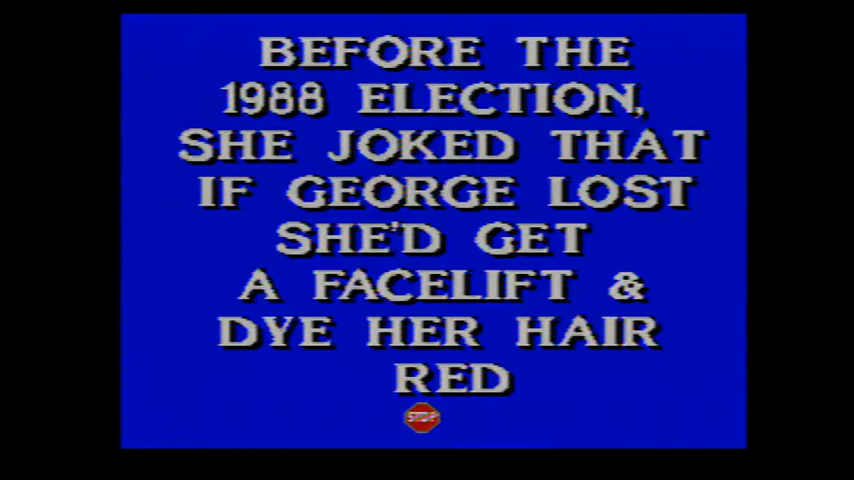 BEFORE THE
1988 ELECTION,
SHE JOKED THAT
IF GEORGE LOST
SHE'D GET
A FACELIFT &
DYE HER HAIR
RED
STOP